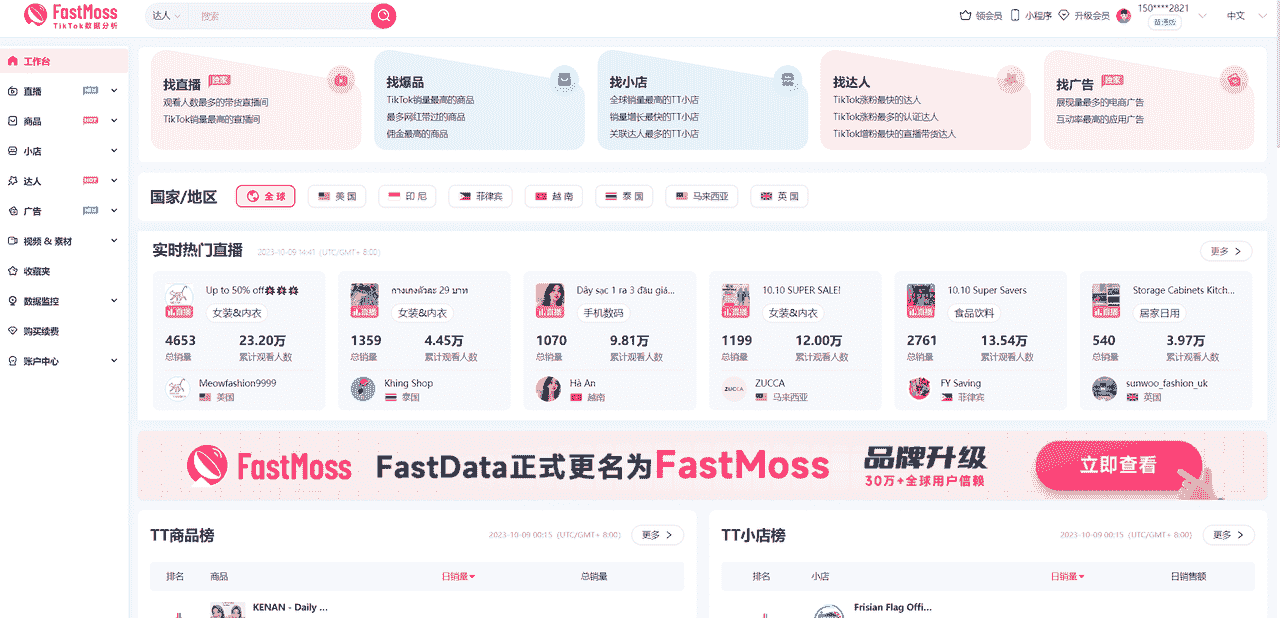 FastMoss
TikTok数据分析
达人
搜索
领会员
小程序
升级会员
150****2821
中文
工作台
直播
商品
HOT
小店
达人
HOT
广告
视频 & 素材
收藏夹
数据监控
购买续费
账户中心
找直播 独家
观看人数最多的带货直播间
TikTok销量最高的直播间
找爆品
TikTok销量最高的商品
最多网红带过的商品
佣金最高的商品
找小店
全球销量最高的TT小店
销量增长最快的TT小店
关联达人最多的TT小店
找达人
TikTok涨粉最快的达人
TikTok涨粉最多的认证达人
TikTok增粉最快的直播带货达人
找广告 独家
展现量最多的电商广告
互动率最高的应用广告
国家/地区
全球
美国
印尼
菲律宾
越南
泰国
马来西亚
英国
实时热门直播
2023-10-09 14:41 (UTC/GMT+ 8:00)
更多
Up to 50% off
女装&内衣
直播
4653
总销量
23.20万
累计观看人数
Meowfashion9999
美国
กางเกงตัวละ 29 บาท
女装&内衣
直播
1359
总销量
4.45万
累计观看人数
Khing Shop
泰国
Dây sạc 1 ra 3 đầu giá...
手机数码
直播
1070
总销量
9.81万
累计观看人数
Hà An
越南
10.10 SUPER SALE!
女装&内衣
直播
1199
总销量
12.00万
累计观看人数
ZUCCA
ZUCCA
马来西亚
10.10 Super Savers
食品饮料
直播
2761
总销量
13.54万
累计观看人数
FY Saving
菲律宾
Storage Cabinets Kitch...
居家日用
直播
540
总销量
3.97万
累计观看人数
sunwoo_fashion_uk
英国
FastMoss
FastData正式更名为FastMoss
品牌升级
30万+全球用户信赖
立即查看
TT商品榜
2023-10-09 00:15 (UTC/GMT+ 8:00)
更多
排名
商品
日销量
总销量
KENAN - Daily ...
TT小店榜
2023-10-09 00:15 (UTC/GMT+ 8:00)
更多
排名
小店
日销量
日销售额
Frisian Flag Offi...